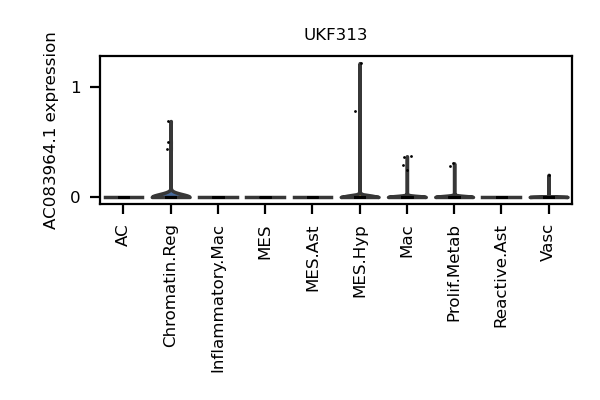 UKF313
AC083964.1 expression
1
0
AC
Chromatin.Reg
Inflammatory.Mac
MES
MES.Ast
MES.Hyp
Mac
Prolif.Metab
Reactive.Ast
Vasc